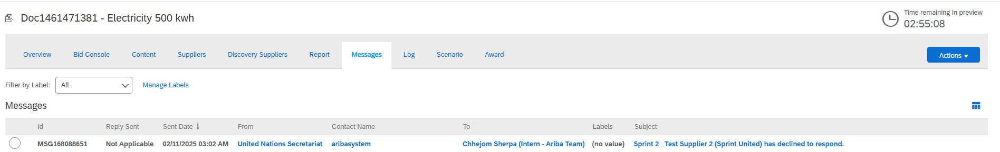 Doc1461471381 - Electricity 500 kwh
Time remaining in preview
02:55:08
Overview Bid Console Content Suppliers Discovery Suppliers Report Messages Log Scenario Award Actions
Filter by Label: All Manage Labels
Messages
Id Reply Sent Sent Date From Contact Name To Labels Subject
MSG168088651 Not Applicable 02/11/2025 03:02 AM United Nations Secretariat aribasystem Chhejom Sherpa (Intern - Ariba Team) (no value) Sprint 2 _Test Supplier 2 (Sprint United) has declined to respond.